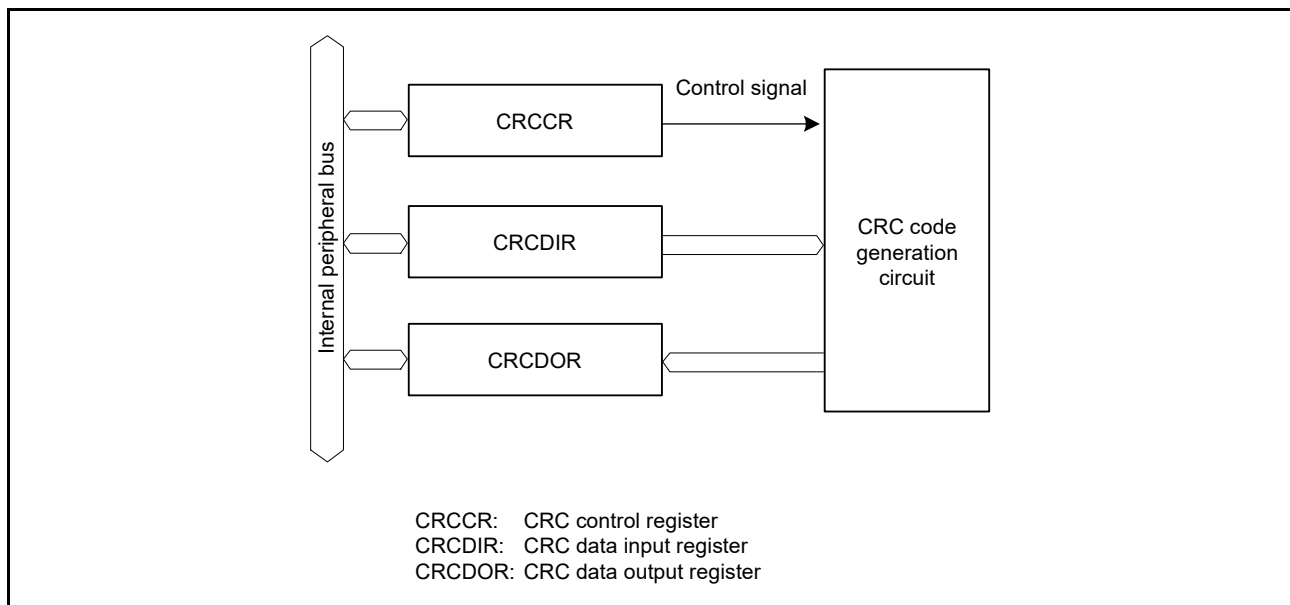 Internal peripheral bus
CRCCR
Control signal
CRCDIR
CRCDOR
CRC code
generation
circuit
CRCCR: CRC control register
CRCDIR: CRC data input register
CRCDOR: CRC data output register